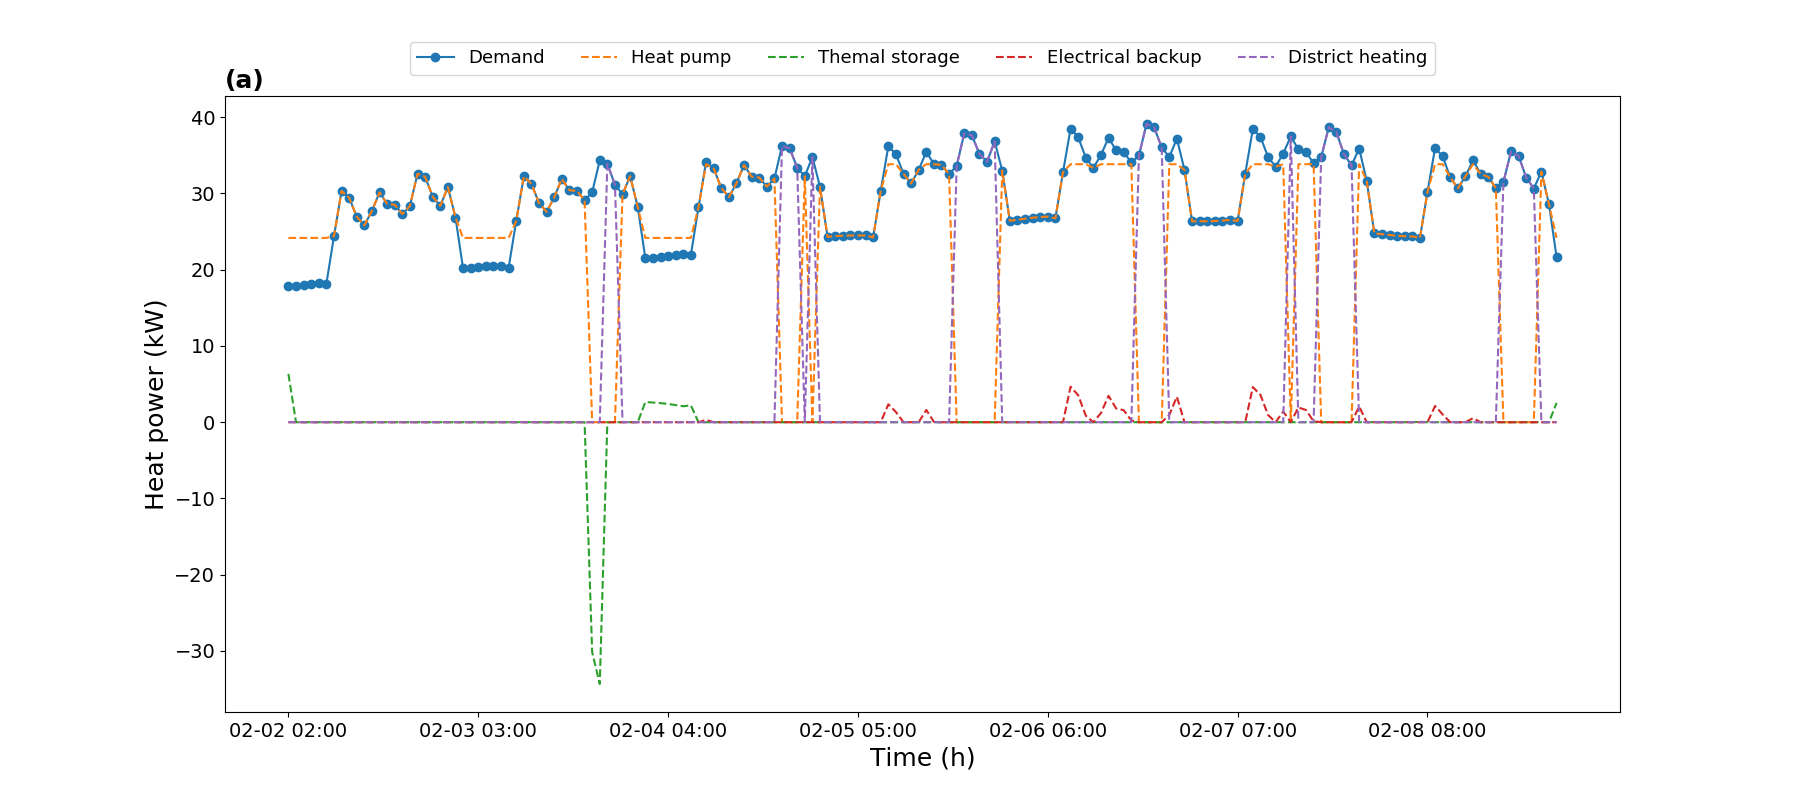 Demand Heat pump Themal storage Electrical backup District heating
(a)
40
30
20
10
0
−10
−20
−30
Heat power (kW)
02-02 02:00 02-03 03:00 02-04 04:00 02-05 05:00 02-06 06:00 02-07 07:00 02-08 08:00
Time (h)